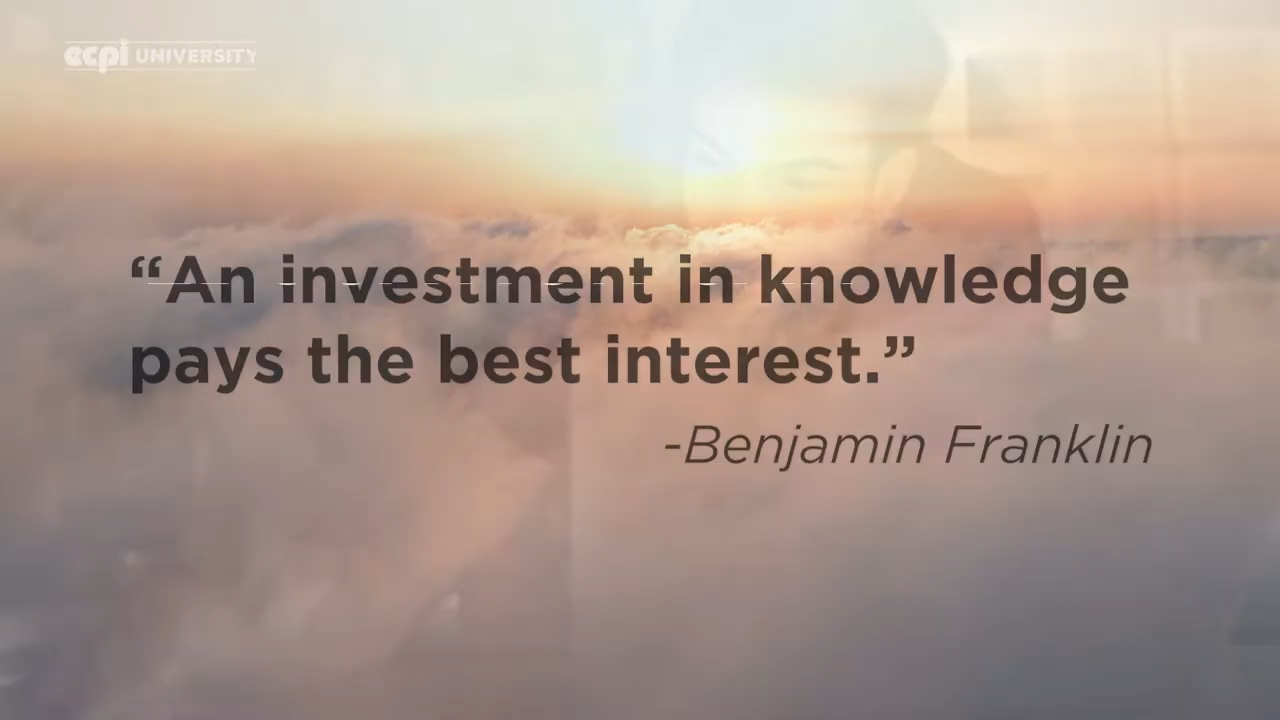 ecpi UNIVERSITY
“An investment in knowledge
pays the best interest.”
-Benjamin Franklin